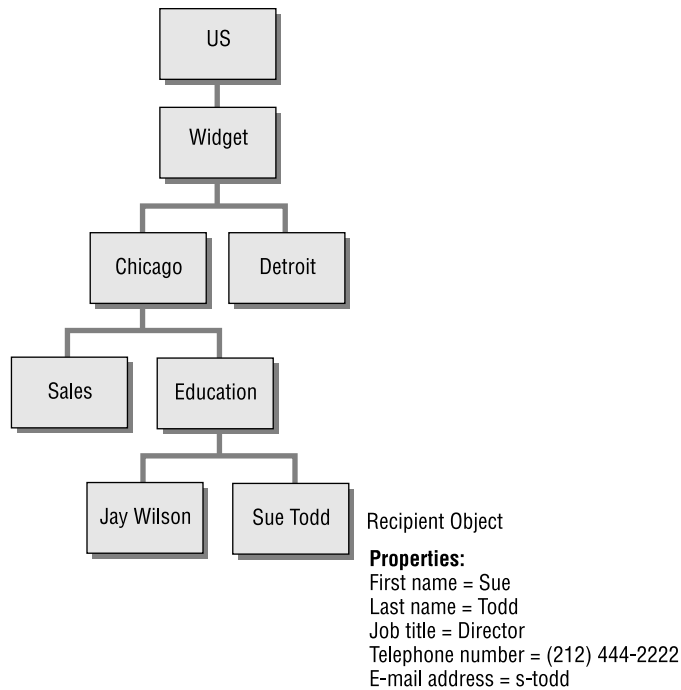 US
Widget
Chicago
Detroit
Sales
Education
Jay Wilson
Sue Todd
Recipient Object
Properties:
First name = Sue
Last name = Todd
Job title = Director
Telephone number = (212) 444-2222
E-mail address = s-todd